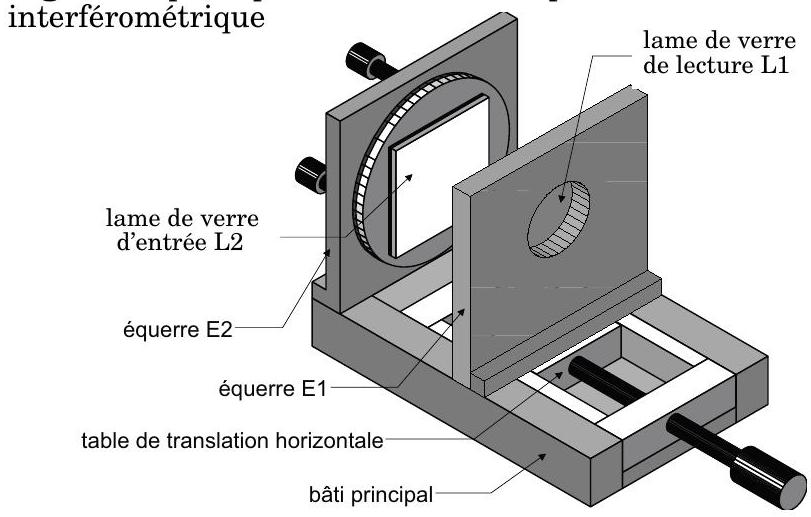 interférométrique
lame de verre
de lecture L1
lame de verre
d'entrée L2
équerre E2
équerre E1
table de translation horizontale
bâti principal